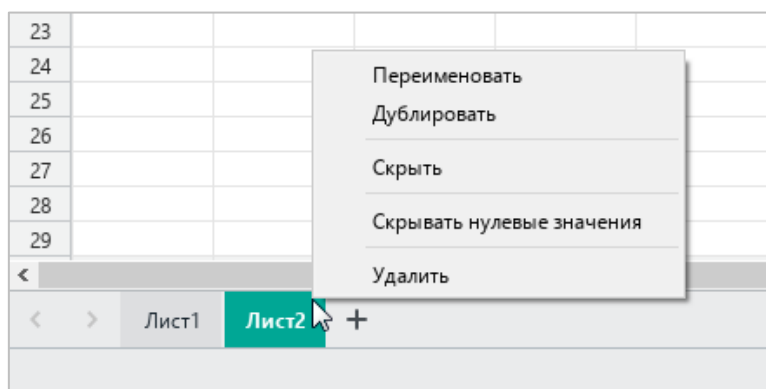 23
24
Переименовать
25
Дублировать
26
27
Скрыть
28
Скрывать нулевые значения
29
Удалить
Лист1 Лист2 +